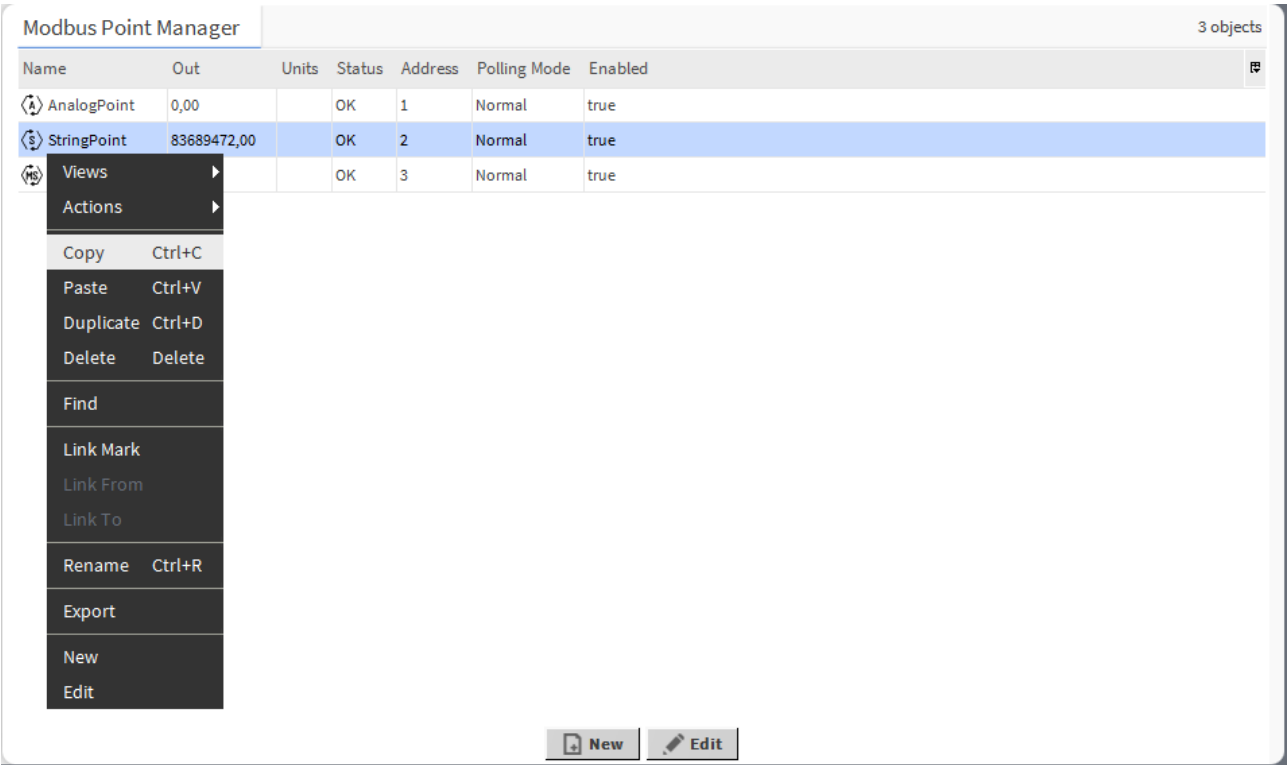 Modbus Point Manager 3 objects
Name Out Units Status Address Polling Mode Enabled
A AnalogPoint 0,00 OK 1 Normal true
S StringPoint 83689472,00 OK 2 Normal true
MS OK 3 Normal true
Views
Actions
Copy Ctrl+C
Paste Ctrl+V
Duplicate Ctrl+D
Delete Delete
Find
Link Mark
Link From
Link To
Rename Ctrl+R
Export
New
Edit
New Edit